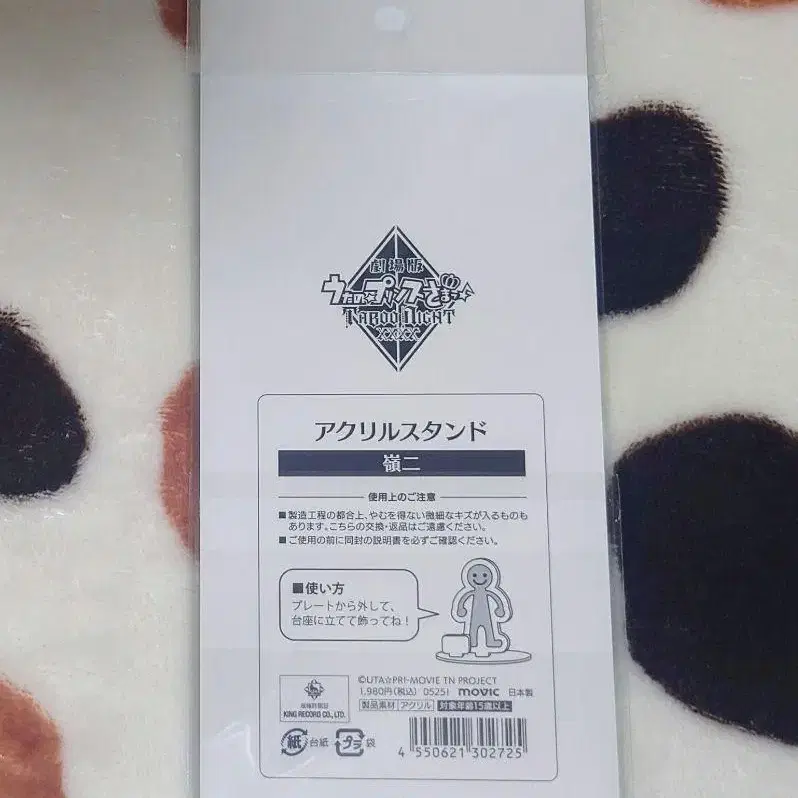 劇場版
うたの☆プリンスさまっ♪
TABOO NIGHT
XXXX
アクリルスタンド
嶺二
使用上のご注意
■製造工程の都合上、やむを得ない微細なキズが入るものも
あります。こちらの交換・返品はご遠慮ください。
■ご使用の前に同封の説明書を必ずご確認ください。
■使い方
プレートから外して、
台座に立てて飾ってね！
©UTA☆PRI-MOVIE TN PROJECT
1,980円(税込) 05251 movic 日本製
KING RECORD CO., LTD.
製品素材 アクリル 対象年齢15歳以上
紙 台紙 プラ 袋
4 550621 302725